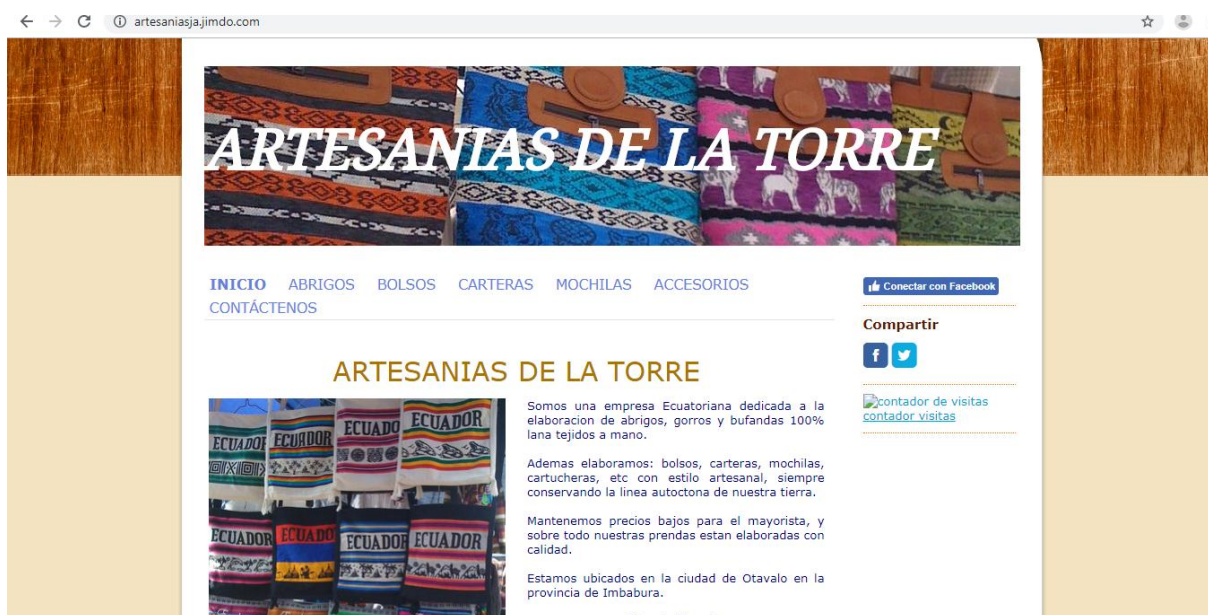 artesaniasja.jimdo.com
ARTESANIAS DE LA TORRE
INICIO ABRIGOS BOLSOS CARTERAS MOCHILAS ACCESORIOS
CONTÁCTENOS
Conectar con Facebook
Compartir
contador de visitas
contador visitas
ARTESANIAS DE LA TORRE
ECUADOR ECUADOR ECUADO ECUADOR
ECUADOR ECUADO ECUADOR ECUADOR
Somos una empresa Ecuatoriana dedicada a la
elaboracion de abrigos, gorros y bufandas 100%
lana tejidos a mano.
Ademas elaboramos: bolsos, carteras, mochilas,
cartucheras, etc con estilo artesanal, siempre
conservando la linea autoctona de nuestra tierra.
Mantenemos precios bajos para el mayorista, y
sobre todo nuestras prendas estan elaboradas con
calidad.
Estamos ubicados en la ciudad de Otavalo en la
provincia de Imbabura.